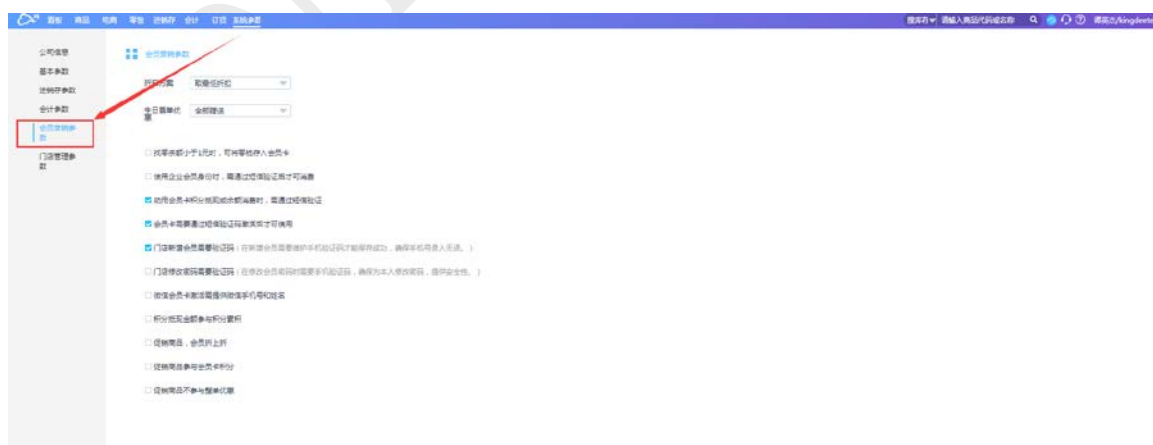 面板 商品 电商 零售 进销存 会计 订货 系统参数
搜库存 请输入商品代码或名称
公司信息
基本参数
进销存参数
会计参数
会员营销参
数
门店管理参
数
会员营销参数
折扣方案 取最低折扣
生日赠单优
惠 全部赠送
找零余额小于1元时，可将零钱存入会员卡
使用企业会员身份时，需通过短信验证后才可消费
启用会员卡积分抵现或余额消费时，需通过短信验证
会员卡需要通过短信验证码激活后才可使用
门店新增会员需要验证码（在新增会员需要维护手机验证码才能保存成功，确保手机号录入无误。）
门店修改密码需要验证码（在修改会员密码时需要手机验证码，确保为本人修改密码，提供安全性。）
微信会员卡激活需提供微信手机号和姓名
积分抵现金额参与积分累积
促销商品，会员折上折
促销商品参与会员卡积分
促销商品不参与整单优惠